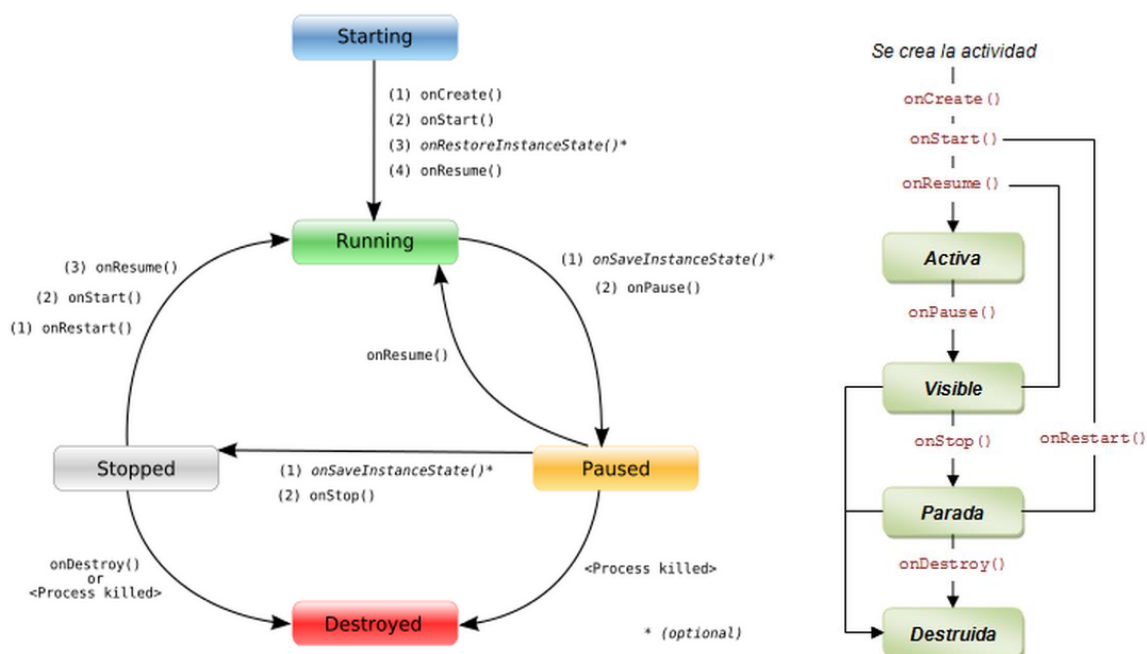 Starting
(1) onCreate()
(2) onStart()
(3) onRestoreInstanceState()*
(4) onResume()
Running
(3) onResume()
(2) onStart()
(1) onRestart()
(1) onSaveInstanceState()*
(2) onPause()
onResume()
Stopped
(1) onSaveInstanceState()*
(2) onStop()
Paused
onDestroy()
or
<Process killed>
<Process killed>
Destroyed
* (optional)
Se crea la actividad
onCreate()
onStart()
onResume()
Activa
onPause()
Visible
onStop()
onRestart()
Parada
onDestroy()
Destruida